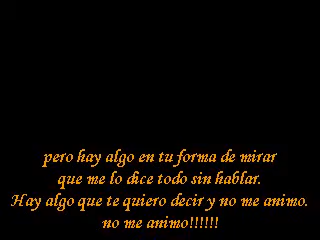 pero hay algo en tu forma de mirar
que me lo dice todo sin hablar.
Hay algo que te quiero decir y no me animo.
no me animo!!!!!!